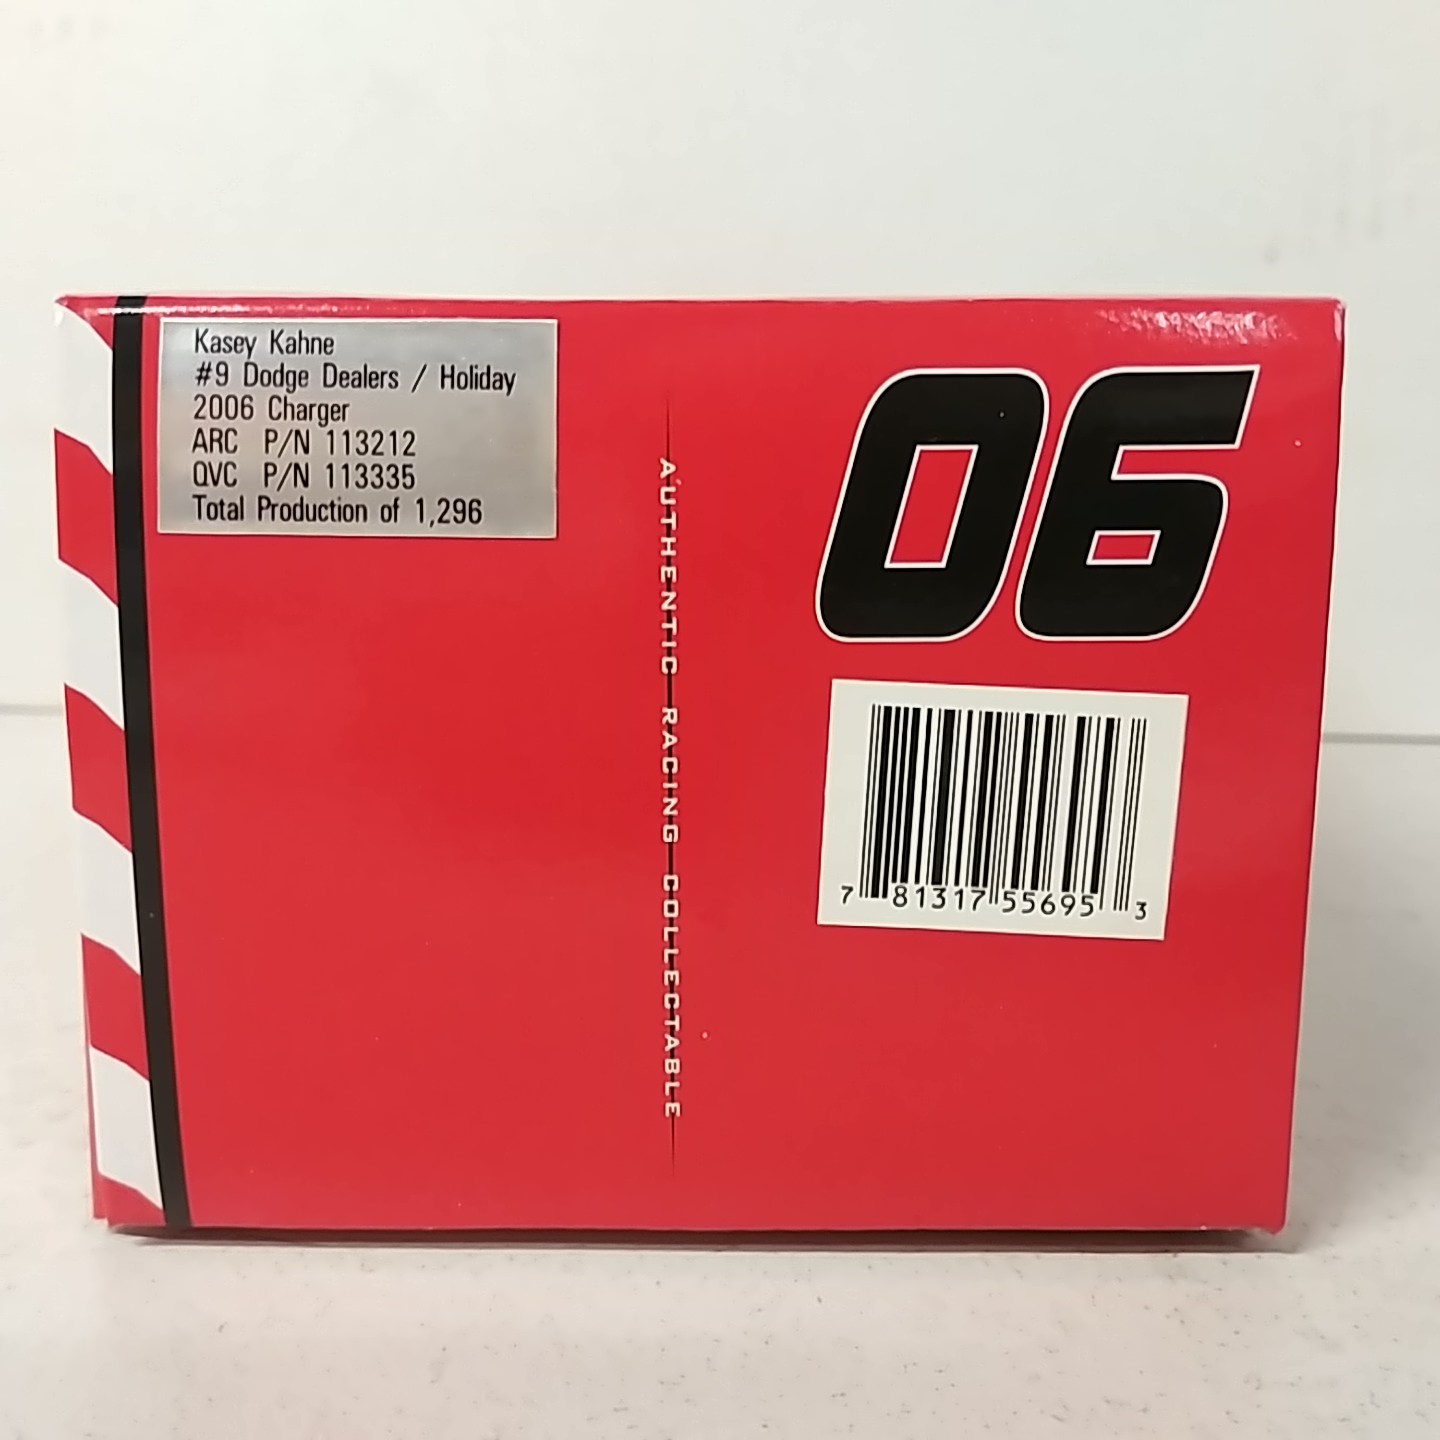 Kasey Kahne
#9 Dodge Dealers / Holiday
2006 Charger
ARC P/N 113212
QVC P/N 113335
Total Production of 1,296
AUTHENTIC RACING COLLECTABLE
06
7 81317 55695 3